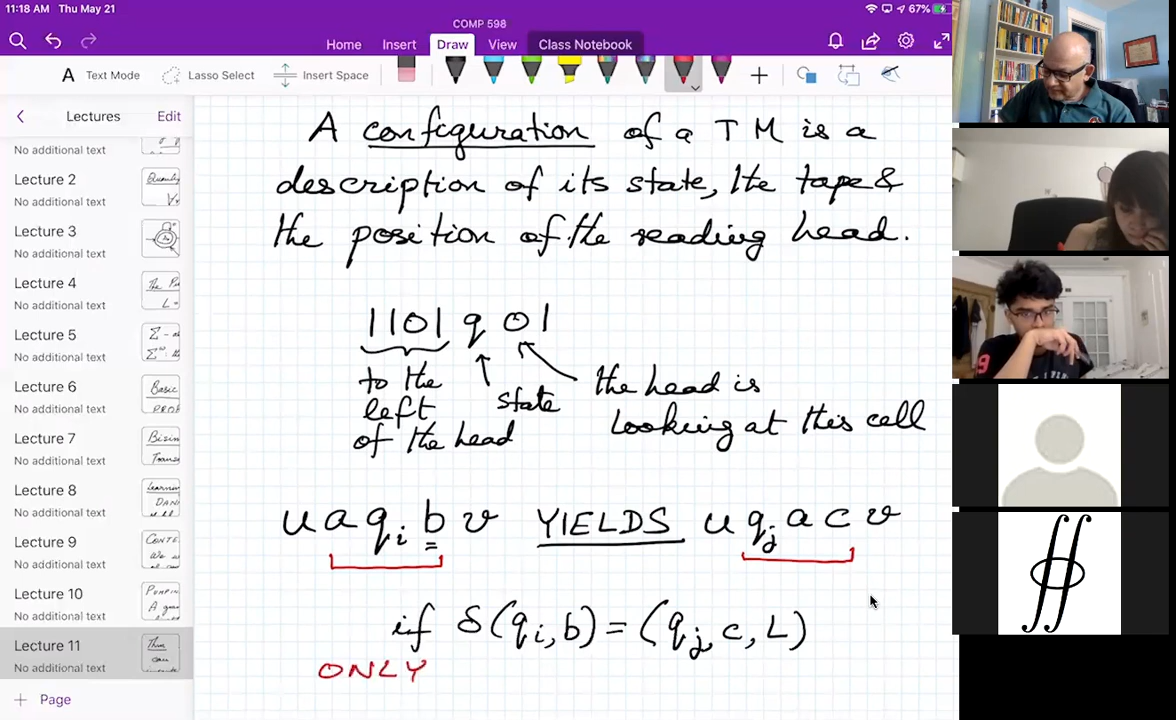 11:18 AM Thu May 21
67%
COMP 598
Home Insert Draw View Class Notebook
Text Mode Lasso Select Insert Space
Lectures Edit
No additional text
Lecture 2
No additional text
Lecture 3
No additional text
Lecture 4
No additional text
Lecture 5
No additional text
Lecture 6
No additional text
Lecture 7
No additional text
Lecture 8
No additional text
Lecture 9
No additional text
Lecture 10
No additional text
Lecture 11
No additional text
+ Page
A configuration of a TM is a
description of its state, the tape &
the position of the reading head.
1101 q 01
to the
left
of the head
state
the head is
looking at this cell
u a qi b v YIELDS u qj a c v
if δ(qi, b) = (qj, c, L)
ONLY